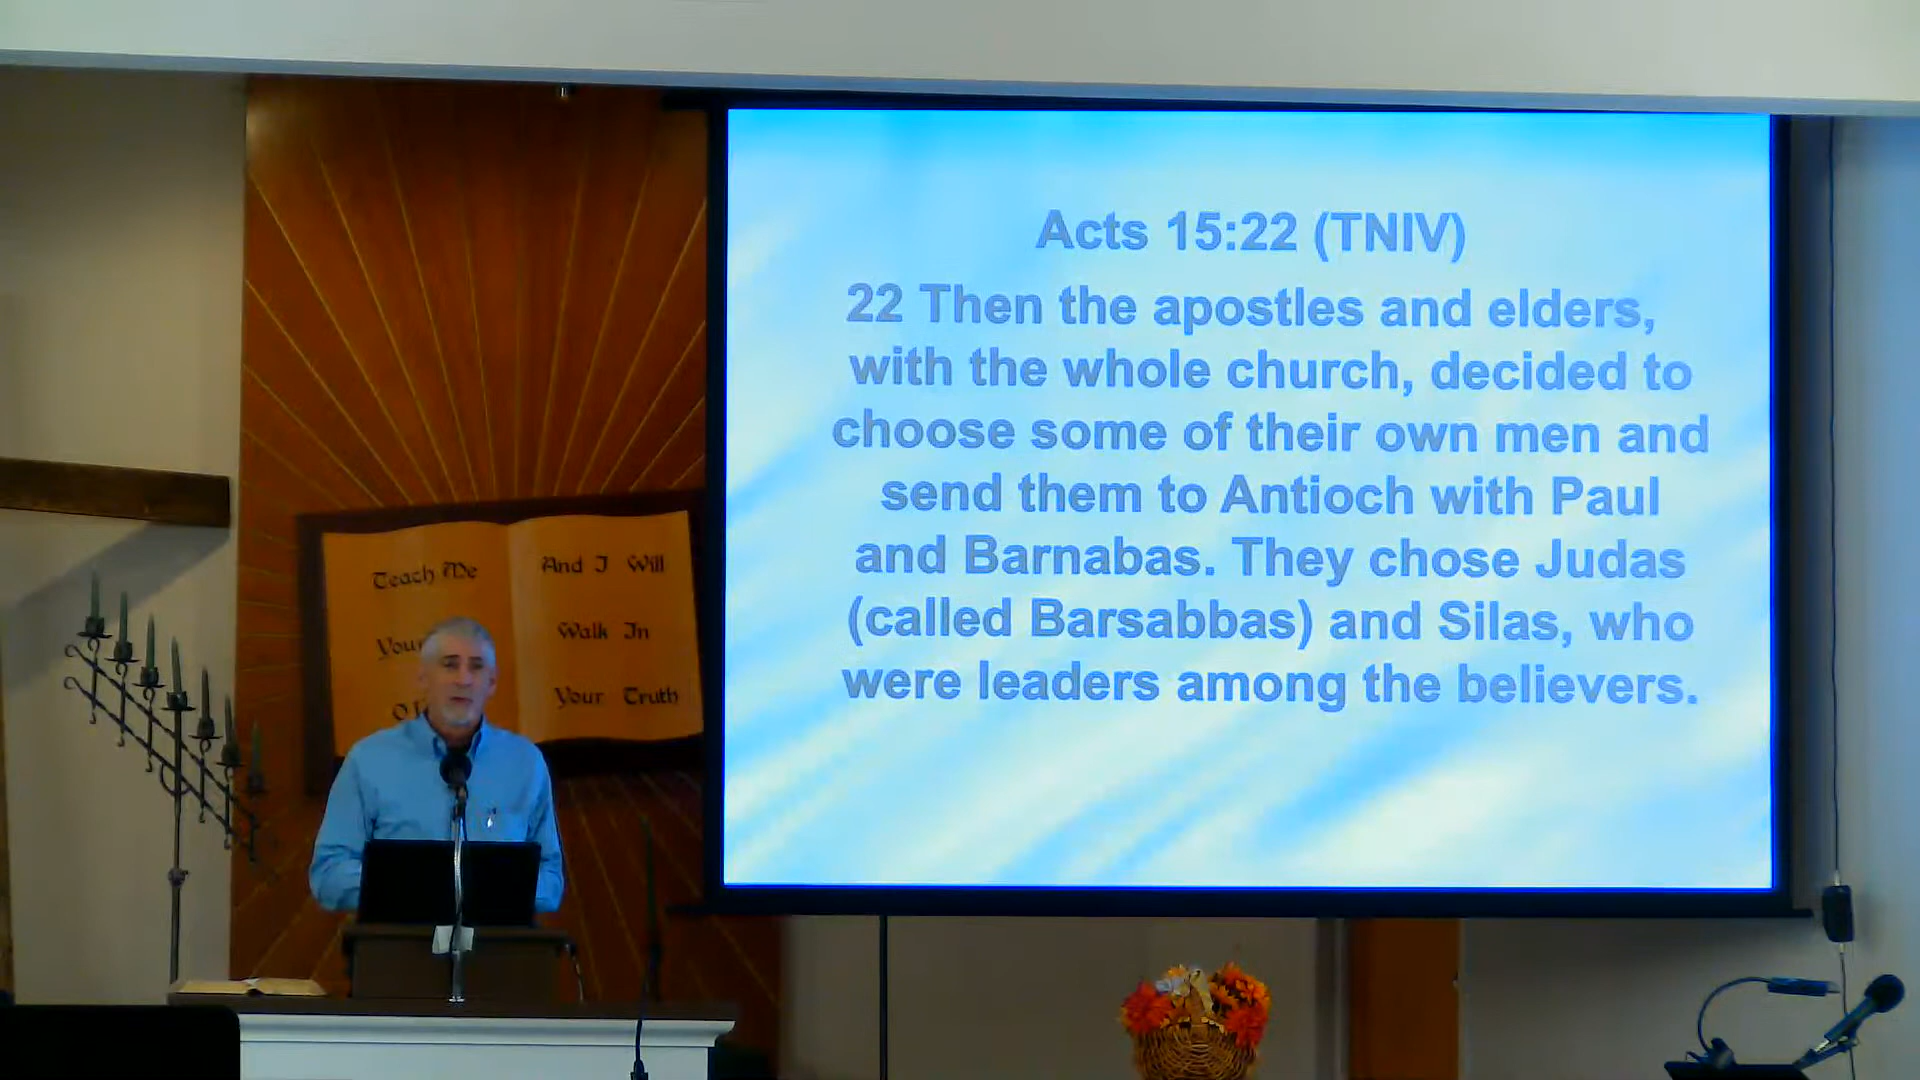 Acts 15:22 (TNIV)
22 Then the apostles and elders,
with the whole church, decided to
choose some of their own men and
send them to Antioch with Paul
and Barnabas. They chose Judas
(called Barsabbas) and Silas, who
were leaders among the believers.
Teach Me
And I Will
Walk In
Your Truth